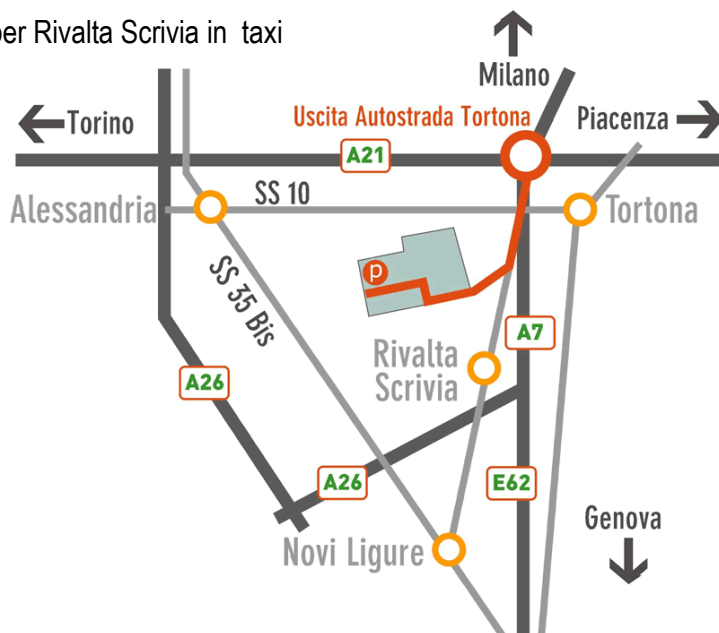 per Rivalta Scrivia in taxi
Milano
Torino
Uscita Autostrada Tortona
Piacenza
A21
Alessandria
SS 10
Tortona
P
SS 35 Bis
A7
Rivalta
Scrivia
A26
A26
E62
Genova
Novi Ligure